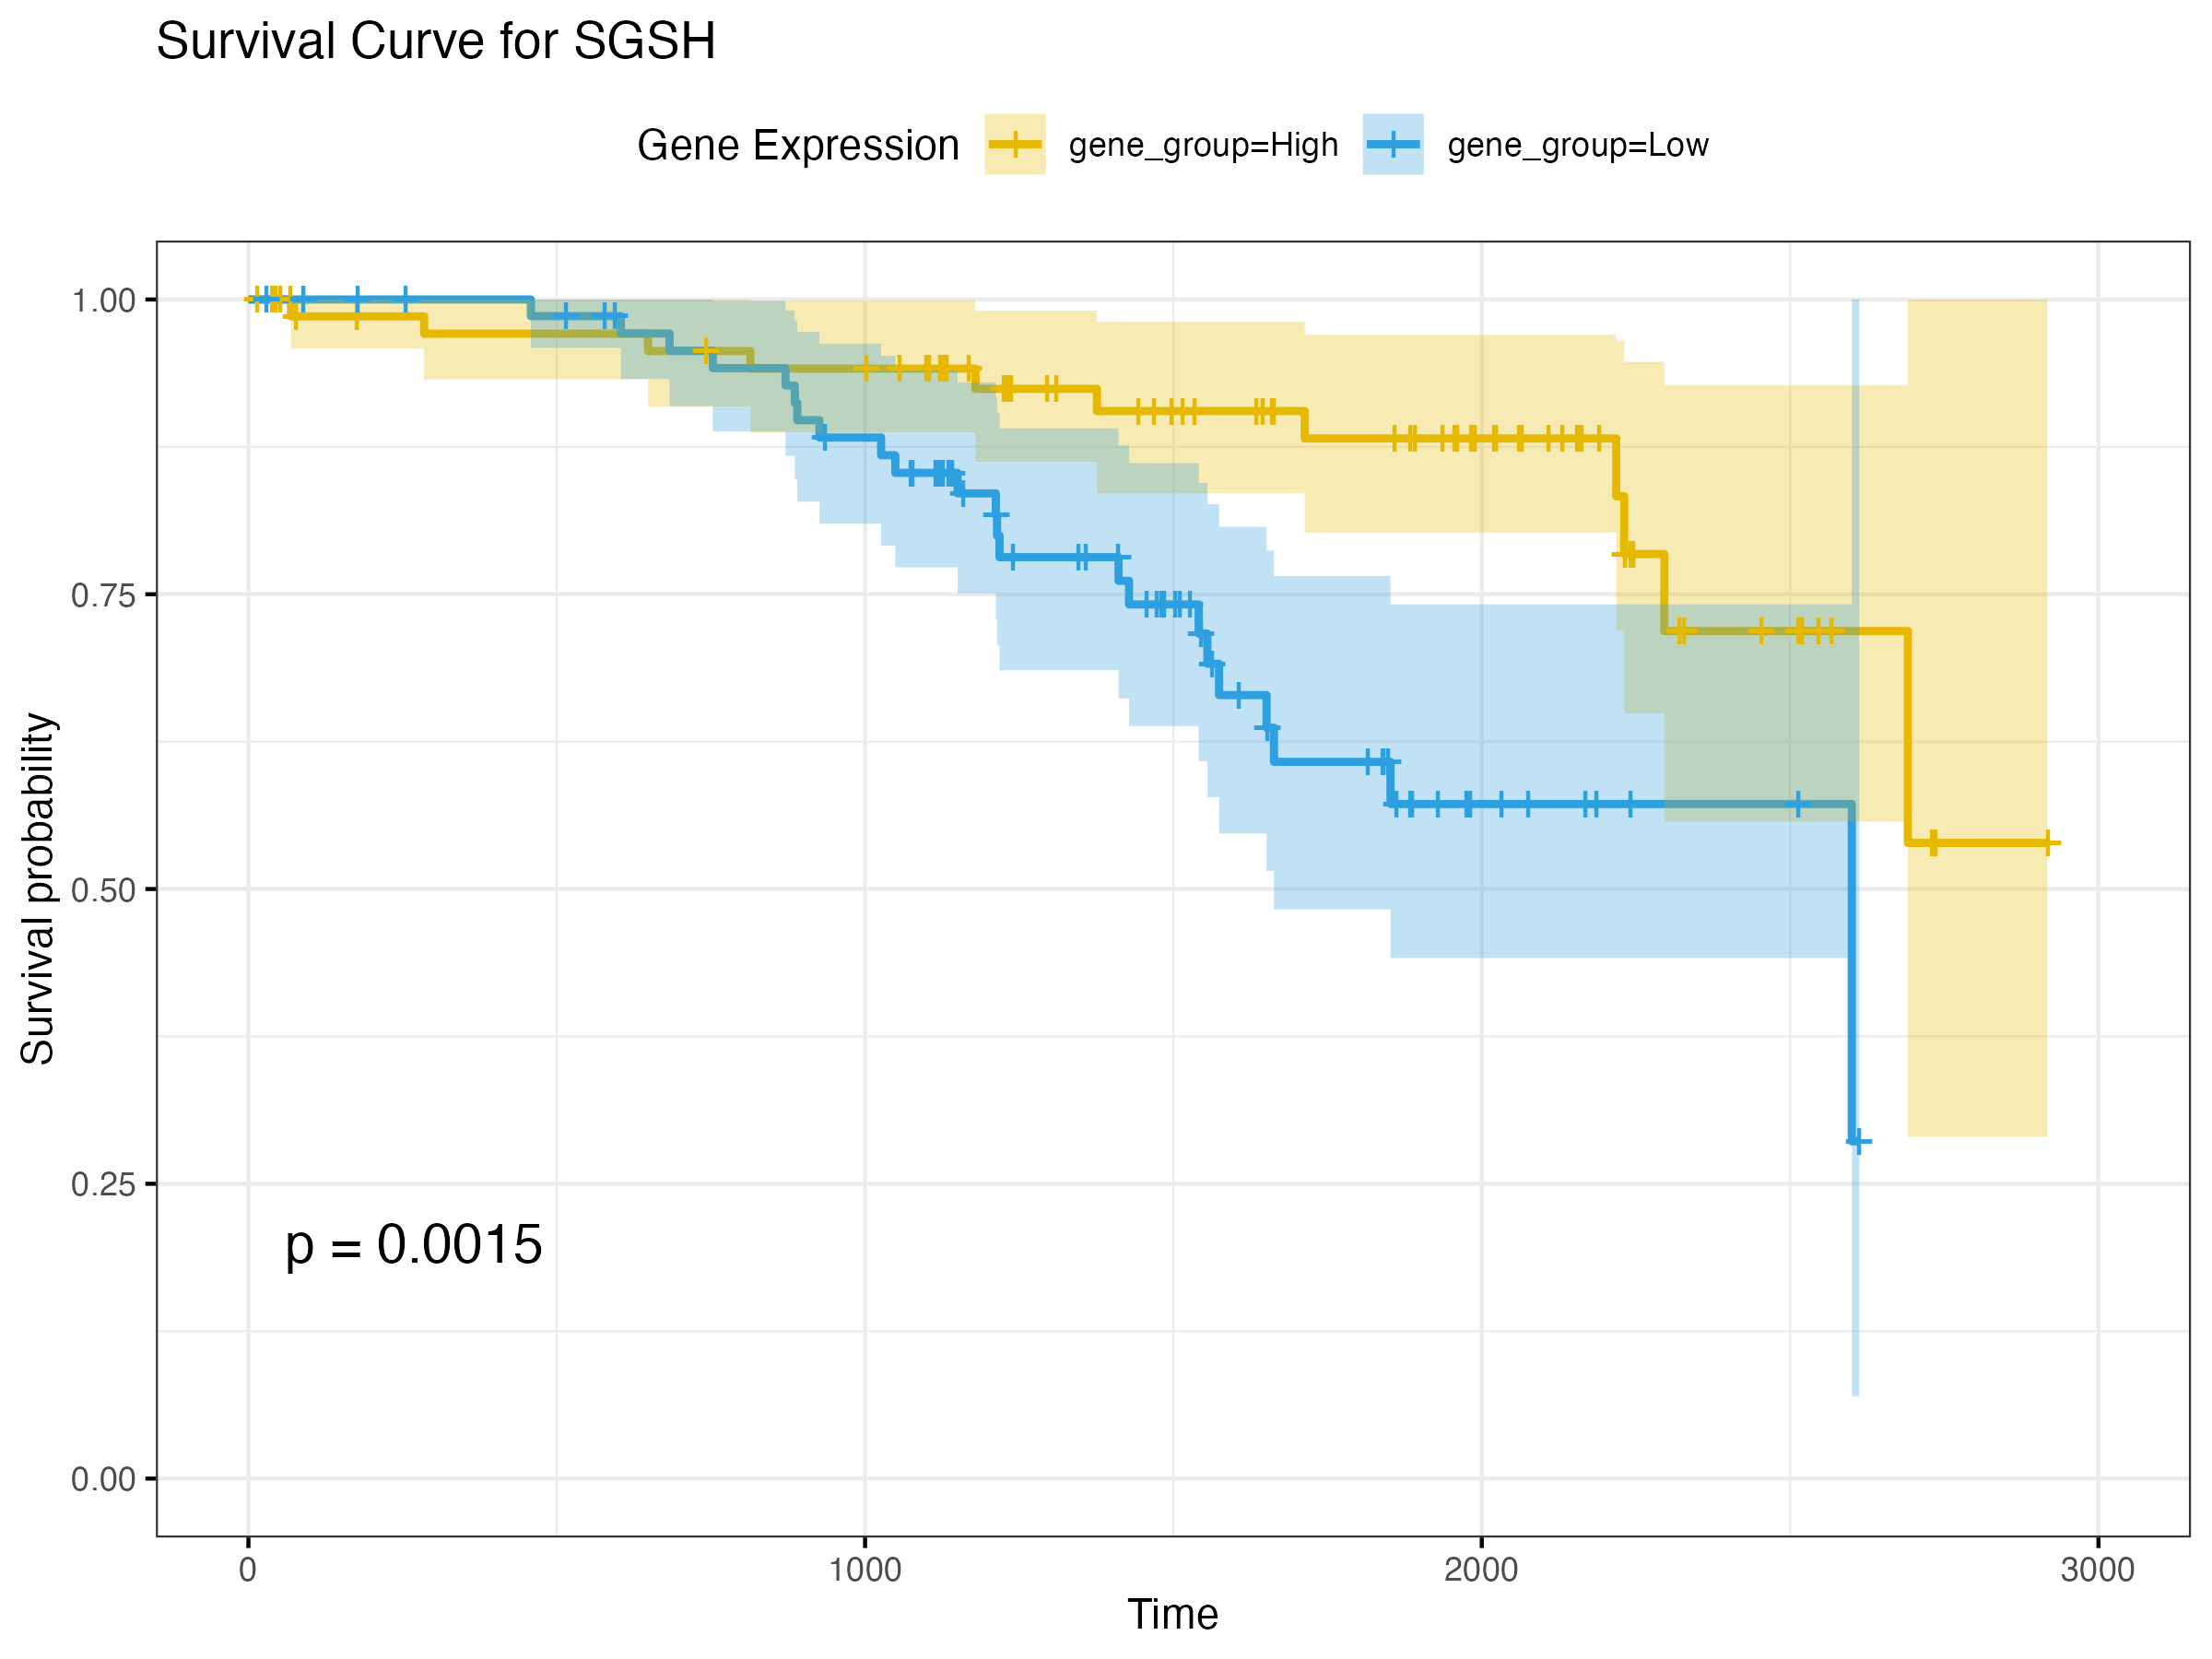 Survival Curve for SGSH
Gene Expression gene_group=High gene_group=Low
Survival probability
1.00
0.75
0.50
0.25
0.00
p = 0.0015
0 1000 2000 3000
Time